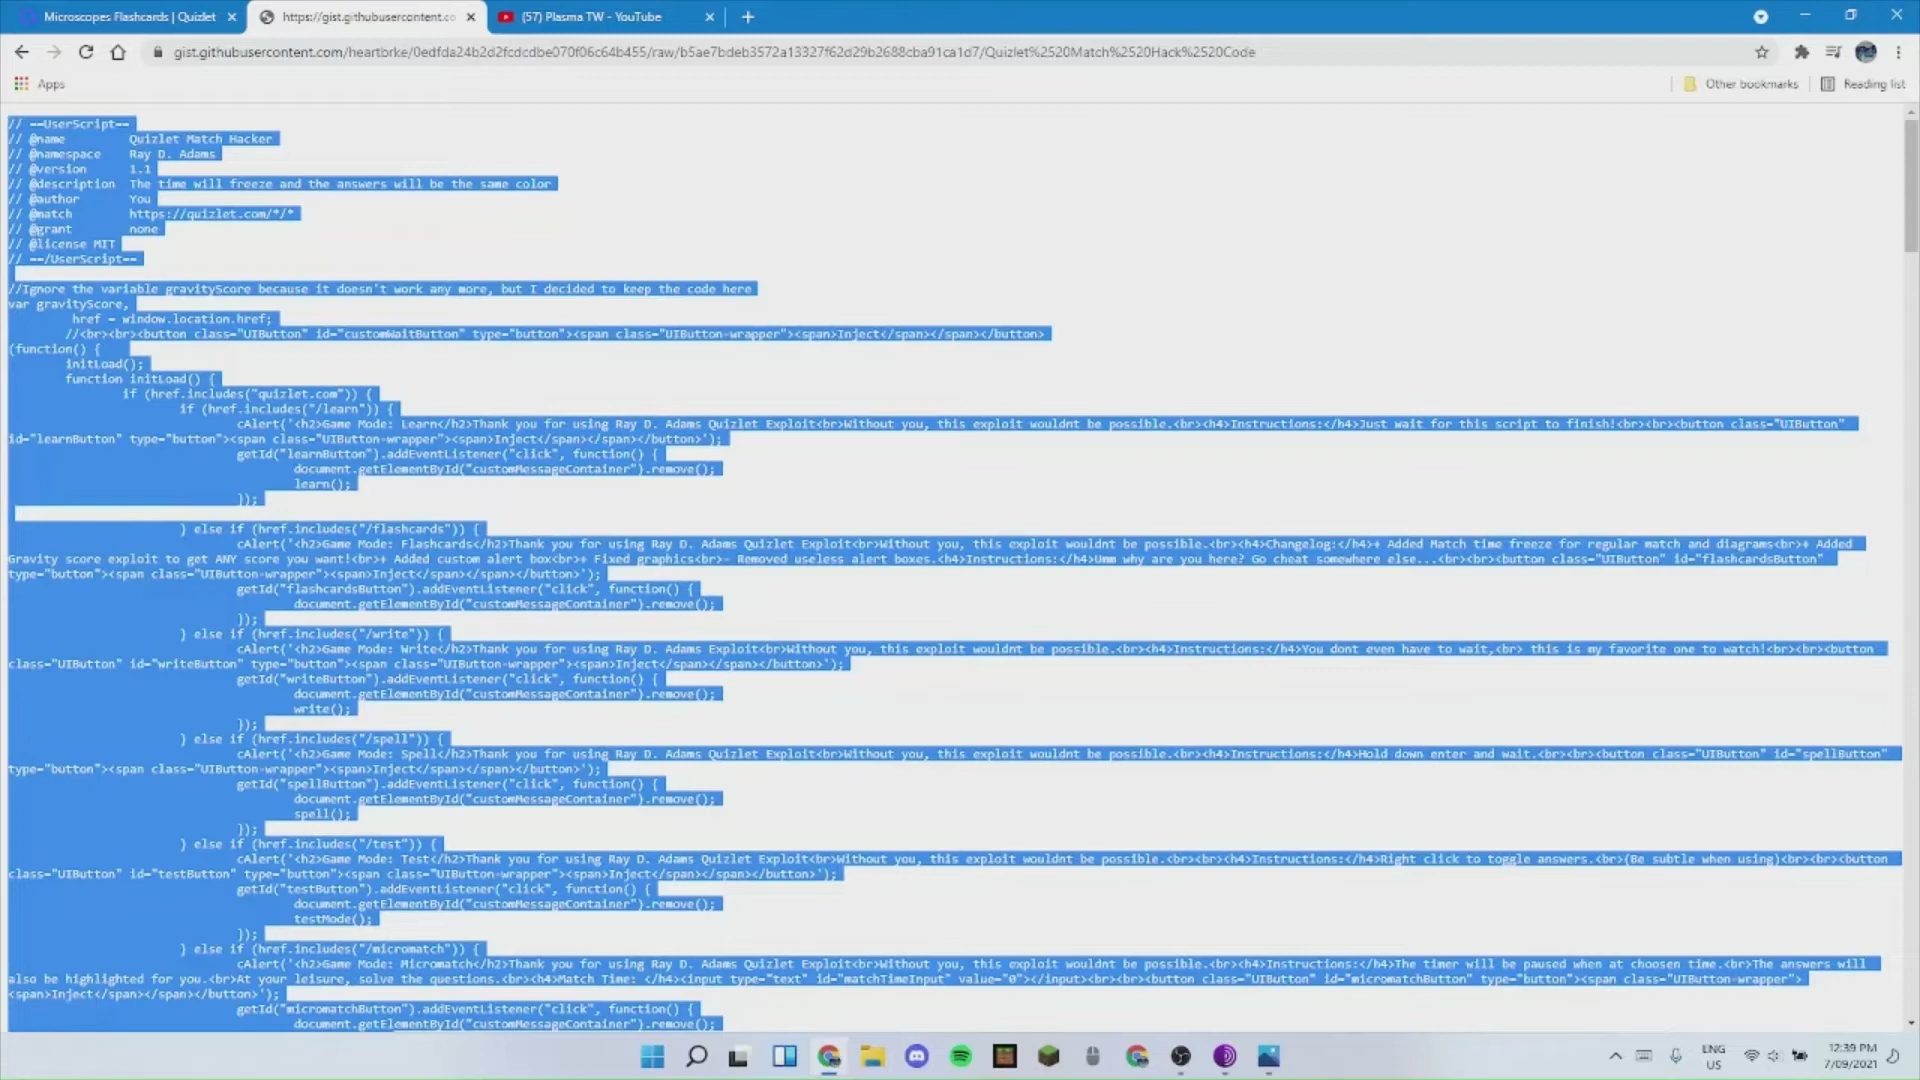 Microscopes Flashcards | Quizlet
https://gist.githubusercontent.co
(57) Plasma TW - YouTube
gist.githubusercontent.com/heartbrke/0edfda24b2d2fcdcdbe070f06c64b455/raw/b5ae7bdeb3572a13327f62d29b2688cba91ca1d7/Quizlet%2520Match%2520Hack%2520Code
Apps
Other bookmarks
Reading list
// ==UserScript==
// @name Quizlet Match Hacker
// @namespace Ray D. Adams
// @version 1.1
// @description The time will freeze and the answers will be the same color
// @author You
// @match https://quizlet.com/*/*
// @grant none
// @license MIT
// ==/UserScript==
//Ignore the variable gravityScore because it doesn't work any more, but I decided to keep the code here
var gravityScore,
href = window.location.href;
//<br><br><button class="UIButton" id="customWaitButton" type="button"><span class="UIButton-wrapper"><span>Inject</span></span></button>
(function() {
initLoad();
function initLoad() {
if (href.includes("quizlet.com")) {
if (href.includes("/learn")) {
cAlert('<h2>Game Mode: Learn</h2>Thank you for using Ray D. Adams Quizlet Exploit<br>Without you, this exploit wouldnt be possible.<br><h4>Instructions:</h4>Just wait for this script to finish!<br><br><button class="UIButton"
id="learnButton" type="button"><span class="UIButton-wrapper"><span>Inject</span></span></button>');
getId("learnButton").addEventListener("click", function() {
document.getElementById("customMessageContainer").remove();
learn();
});
} else if (href.includes("/flashcards")) {
cAlert('<h2>Game Mode: Flashcards</h2>Thank you for using Ray D. Adams Quizlet Exploit<br>Without you, this exploit wouldnt be possible.<br><h4>Changelog:</h4>+ Added Match time freeze for regular match and diagrams<br>+ Added
Gravity score exploit to get ANY score you want!<br>+ Added custom alert box<br>+ Fixed graphics<br>- Removed useless alert boxes.<h4>Instructions:</h4>Umm why are you here? Go cheat somewhere else...<br><br><button class="UIButton" id="flashcardsButton"
type="button"><span class="UIButton-wrapper"><span>Inject</span></span></button>');
getId("flashcardsButton").addEventListener("click", function() {
document.getElementById("customMessageContainer").remove();
});
} else if (href.includes("/write")) {
cAlert('<h2>Game Mode: Write</h2>Thank you for using Ray D. Adams Exploit<br>Without you, this exploit wouldnt be possible.<br><h4>Instructions:</h4>You dont even have to wait,<br> this is my favorite one to watch!<br><br><button
class="UIButton" id="writeButton" type="button"><span class="UIButton-wrapper"><span>Inject</span></span></button>');
getId("writeButton").addEventListener("click", function() {
document.getElementById("customMessageContainer").remove();
write();
});
} else if (href.includes("/spell")) {
cAlert('<h2>Game Mode: Spell</h2>Thank you for using Ray D. Adams Quizlet Exploit<br>Without you, this exploit wouldnt be possible.<br><h4>Instructions:</h4>Hold down enter and wait.<br><br><button class="UIButton" id="spellButton"
type="button"><span class="UIButton-wrapper"><span>Inject</span></span></button>');
getId("spellButton").addEventListener("click", function() {
document.getElementById("customMessageContainer").remove();
spell();
});
} else if (href.includes("/test")) {
cAlert('<h2>Game Mode: Test</h2>Thank you for using Ray D. Adams Quizlet Exploit<br>Without you, this exploit wouldnt be possible.<br><br><h4>Instructions:</h4>Right click to toggle answers.<br>(Be subtle when using)<br><br><button
class="UIButton" id="testButton" type="button"><span class="UIButton-wrapper"><span>Inject</span></span></button>');
getId("testButton").addEventListener("click", function() {
document.getElementById("customMessageContainer").remove();
testMode();
});
} else if (href.includes("/micromatch")) {
cAlert('<h2>Game Mode: Micromatch</h2>Thank you for using Ray D. Adams Quizlet Exploit<br>Without you, this exploit wouldnt be possible.<br><h4>Instructions:</h4>The timer will be paused when at choosen time.<br>The answers will
also be highlighted for you.<br>At your leisure, solve the questions.<br><h4>Match Time: </h4><input type="text" id="matchTimeInput" value="0"></input><br><br><button class="UIButton" id="micromatchButton" type="button"><span class="UIButton-wrapper">
<span>Inject</span></span></button>');
getId("micromatchButton").addEventListener("click", function() {
document.getElementById("customMessageContainer").remove();
ENG
US
12:39 PM
7/09/2021